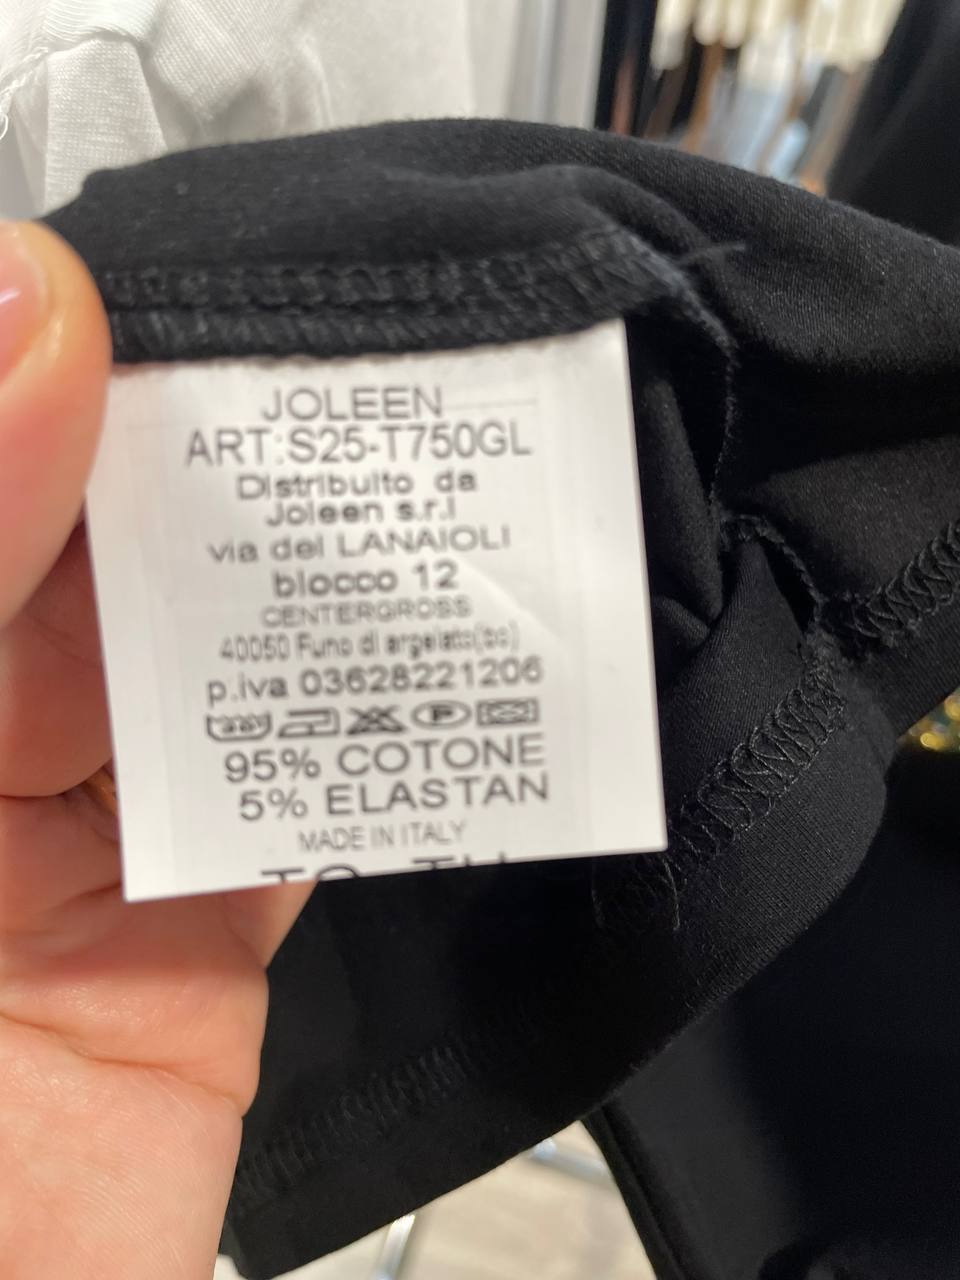 JOLEEN
ART:S25-T750GL
Distribuito da
Joleen s.r.l
via dei LANAIOLI
blocco 12
CENTERGROSS
40050 Funo di argelato(bo)
p.iva 03628221206
95% COTONE
5% ELASTAN
MADE IN ITALY